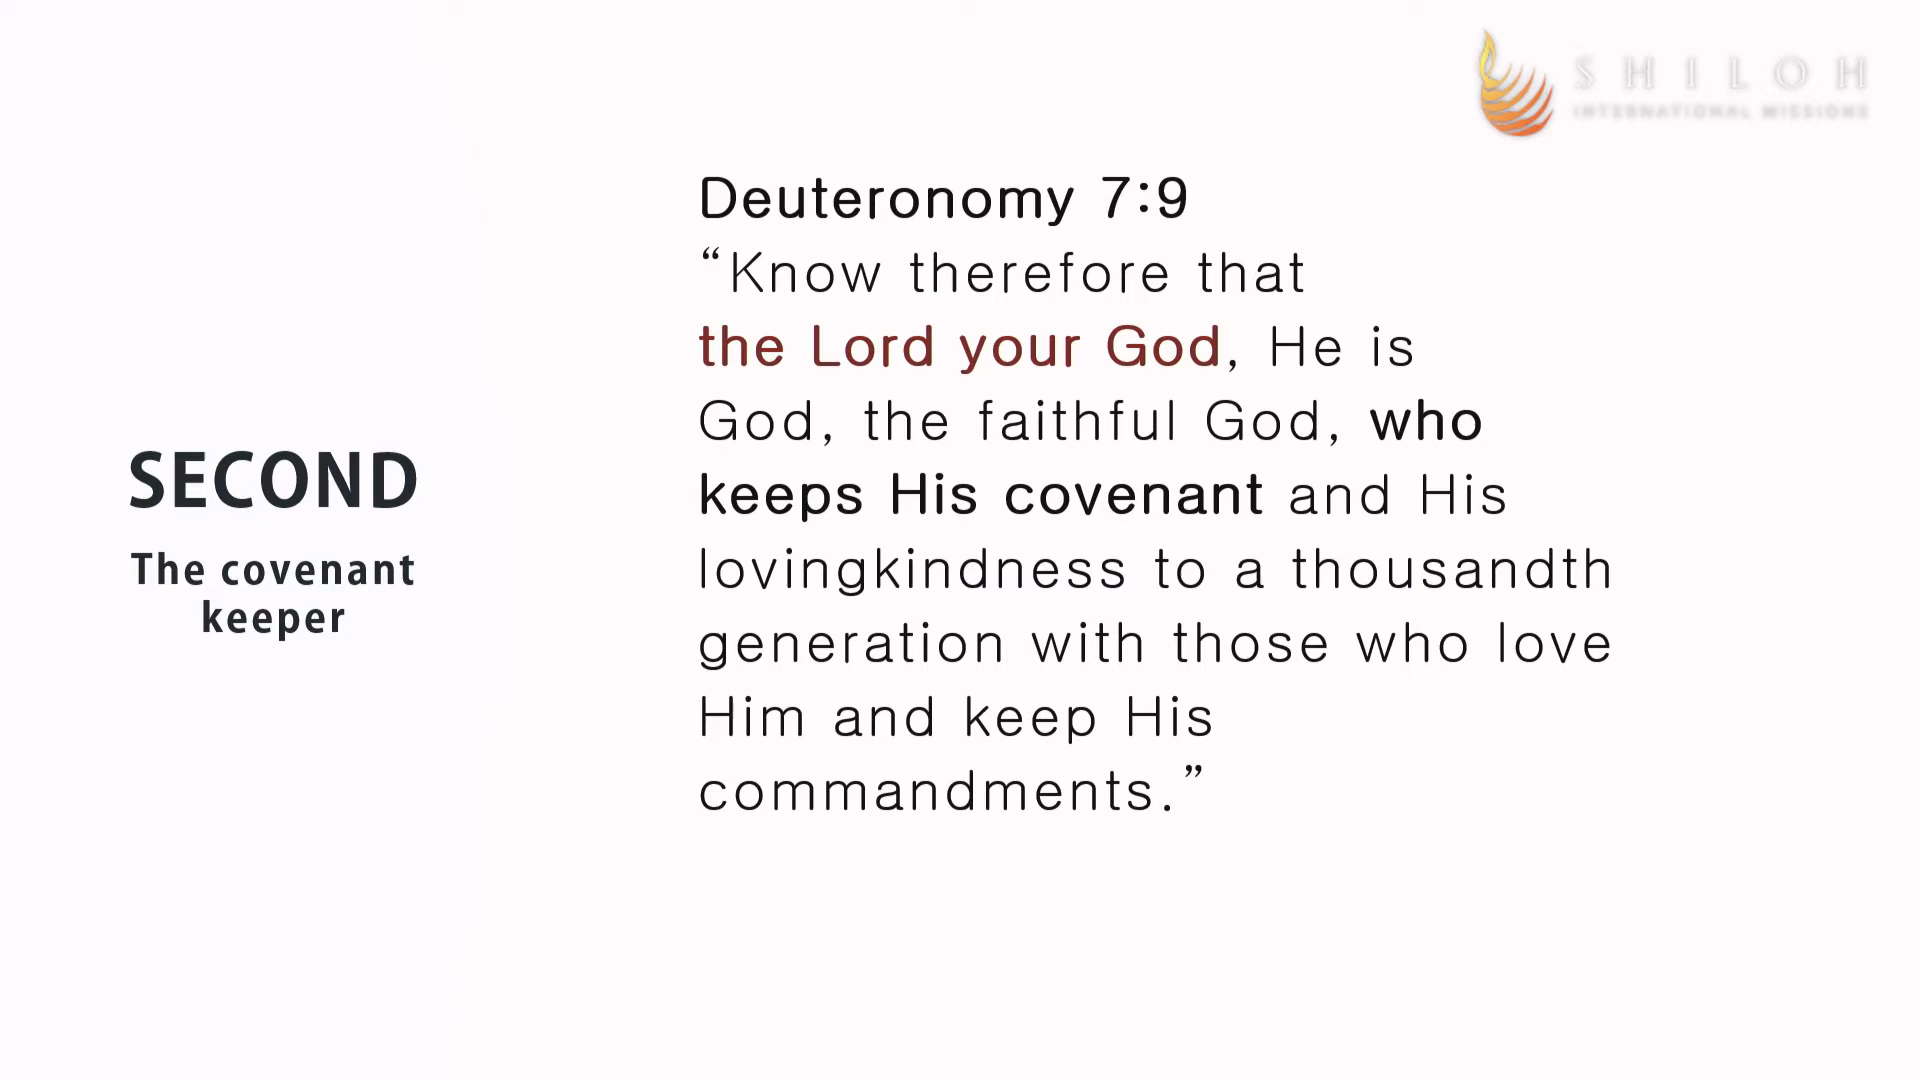 SHILOH
INTERNATIONAL MISSIONS
SECOND
The covenant
keeper
Deuteronomy 7:9
“Know therefore that
the Lord your God, He is
God, the faithful God, who
keeps His covenant and His
lovingkindness to a thousandth
generation with those who love
Him and keep His
commandments.”